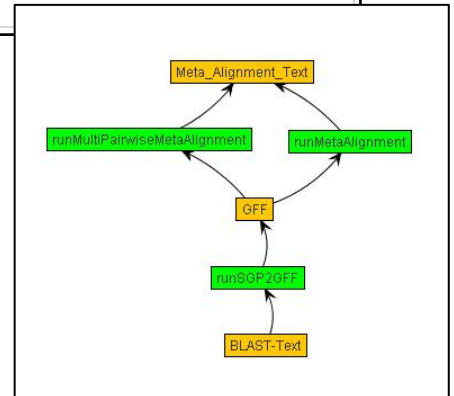 Meta_Alignment_Text
runMultiPairwiseMetaAlignment
runMetaAlignment
GFF
runSGP2GFF
BLAST-Text